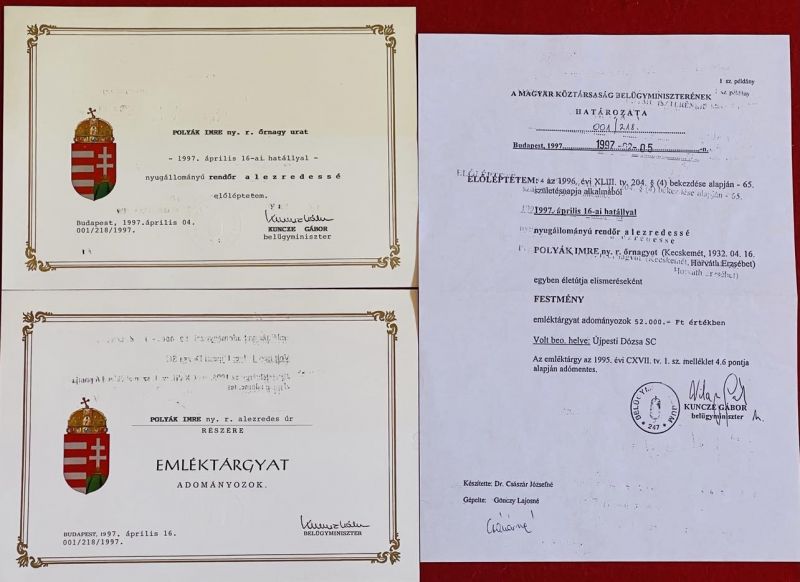 POLYÁK IMRE ny. r. őrnagy urat
- 1997. április 16-ai hatállyal -
nyugállományú rendőr alezredessé
előléptetem.
Budapest, 1997.április 04.
001/218/1997.
KUNCZE GÁBOR
belügyminiszter
POLYÁK IMRE ny. r. alezredes úr
RÉSZÉRE
EMLÉKTÁRGYAT
ADOMÁNYOZOK.
BUDAPEST, 1997. április 16.
001/218/1997.
BELÜGYMINISZTER
1 sz. példány
A MAGYAR KÖZTÁRSASÁG BELÜGYMINISZTERÉNEK
HATÁROZATA
001/218.
Budapest, 1997. 1997-02-05 -n.
ELŐLÉPTETEM: az 1996. évi XLIII. tv. 204. § (4) bekezdése alapján - 65.
születésnapja alkalmából
1997.április 16-ai hatállyal
nyugállományú rendőr alezredessé
POLYÁK IMRE ny. r. őrnagyot (Kecskemét, 1932. 04. 16.
Horváth Erzsébet)
egyben életútja elismeréseként
FESTMÉNY
emléktárgyat adományozok 52.000.- Ft értékben
Volt beo. helye: Újpesti Dózsa SC
Az emléktárgy az 1995. évi CXVII. tv. 1. sz. melléklet 4.6 pontja
alapján adómentes.
KUNCZE GÁBOR
belügyminiszter
* 247 *
Készítette: Dr. Császár Józsefné
Gépelte: Gönczy Lajosné